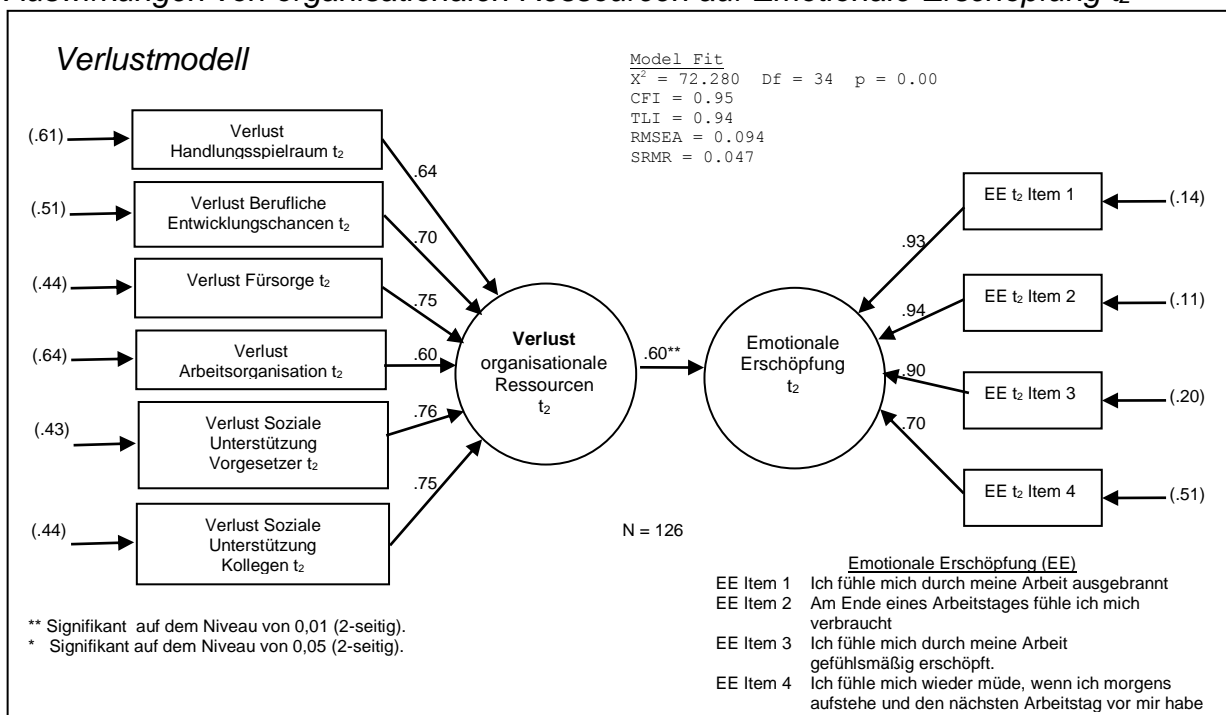 Auswirkungen von organisationalen Ressourcen auf Emotionale Erschöpfung t₂
Verlustmodell
Model Fit
X² = 72.280 Df = 34 p = 0.00
CFI = 0.95
TLI = 0.94
RMSEA = 0.094
SRMR = 0.047
(.61)
Verlust
Handlungsspielraum t₂
.64
(.51)
Verlust Berufliche
Entwicklungschancen t₂
.70
(.44)
Verlust Fürsorge t₂
.75
(.64)
Verlust
Arbeitsorganisation t₂
.60
(.43)
Verlust Soziale
Unterstützung
Vorgesetzer t₂
.76
(.44)
Verlust Soziale
Unterstützung
Kollegen t₂
.75
Verlust
organisationale
Ressourcen
t₂
.60**
Emotionale
Erschöpfung
t₂
.93
EE t₂ Item 1
(.14)
.94
EE t₂ Item 2
(.11)
.90
EE t₂ Item 3
(.20)
.70
EE t₂ Item 4
(.51)
N = 126
** Signifikant auf dem Niveau von 0,01 (2-seitig).
* Signifikant auf dem Niveau von 0,05 (2-seitig).
Emotionale Erschöpfung (EE)
EE Item 1 Ich fühle mich durch meine Arbeit ausgebrannt
EE Item 2 Am Ende eines Arbeitstages fühle ich mich
verbraucht
EE Item 3 Ich fühle mich durch meine Arbeit
gefühlsmäßig erschöpft.
EE Item 4 Ich fühle mich wieder müde, wenn ich morgens
aufstehe und den nächsten Arbeitstag vor mir habe